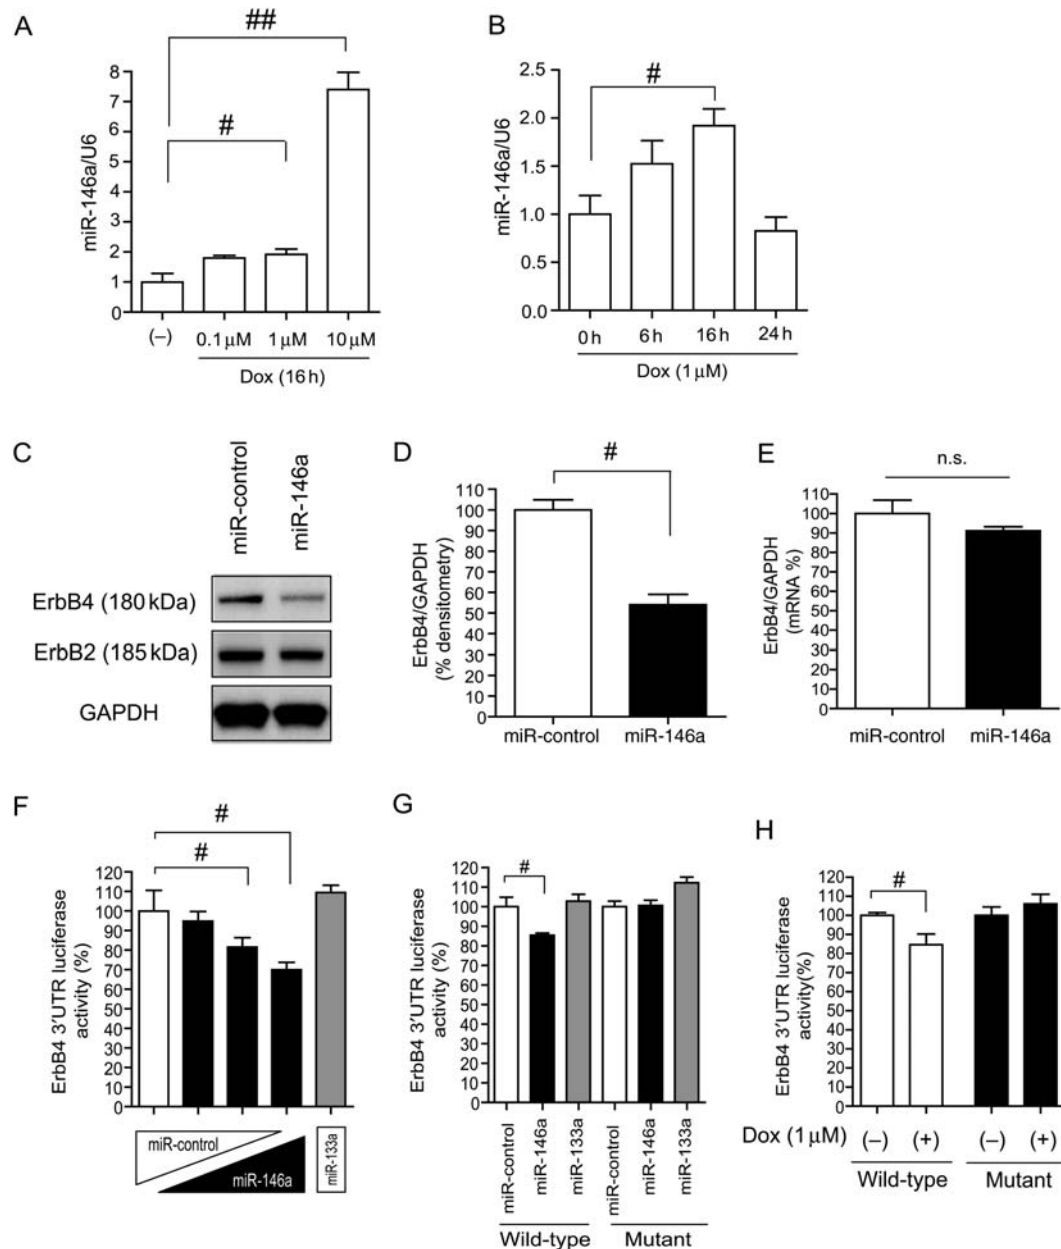 A
##
#
miR-146a/U6
8
7
6
5
4
3
2
1
0
(–)
0.1 μM
1 μM
10 μM
Dox (16 h)
B
#
miR-146a/U6
2.5
2.0
1.5
1.0
0.5
0.0
0 h
6 h
16 h
24 h
Dox (1 μM)
C
miR-control
miR-146a
ErbB4 (180 kDa)
ErbB2 (185 kDa)
GAPDH
D
#
ErbB4/GAPDH
(% densitometry)
110
100
90
80
70
60
50
40
30
20
10
0
miR-control
miR-146a
E
n.s.
ErbB4/GAPDH
(mRNA %)
110
100
90
80
70
60
50
40
30
20
10
0
miR-control
miR-146a
F
#
#
ErbB4 3′UTR luciferase
activity (%)
120
110
100
90
80
70
60
50
40
30
20
10
0
miR-control
miR-146a
miR-133a
G
#
ErbB4 3′UTR luciferase
activity (%)
120
110
100
90
80
70
60
50
40
30
20
10
0
miR-control
miR-146a
miR-133a
miR-control
miR-146a
miR-133a
Wild-type
Mutant
H
#
ErbB4 3′UTR luciferase
activity(%)
120
110
100
90
80
70
60
50
40
30
20
10
0
Dox (1 μM)
(–)
(+)
(–)
(+)
Wild-type
Mutant